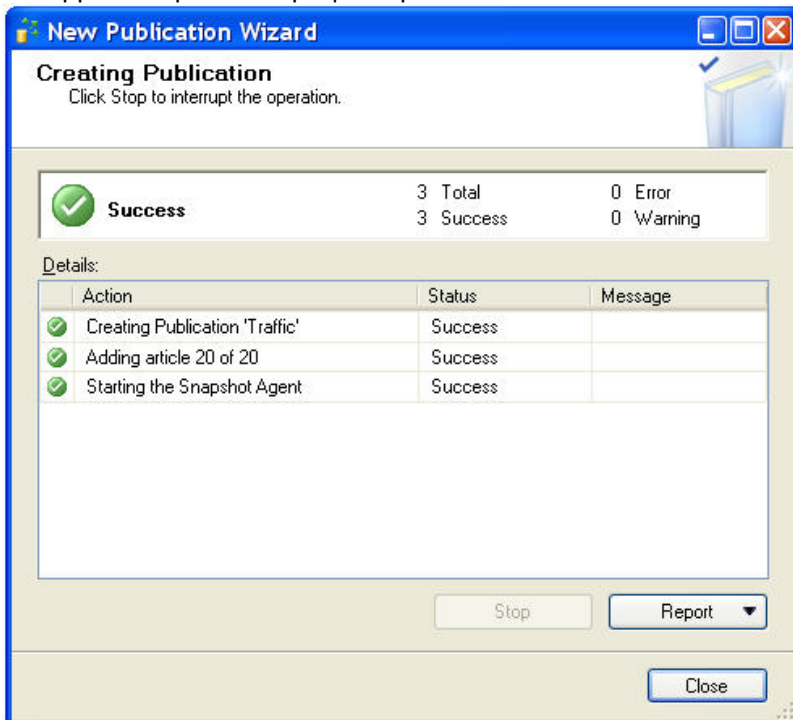 New Publication Wizard
Creating Publication
Click Stop to interrupt the operation.
Success 3 Total 0 Error
3 Success 0 Warning
Details:
Action Status Message
Creating Publication 'Traffic' Success
Adding article 20 of 20 Success
Starting the Snapshot Agent Success
Stop Report
Close